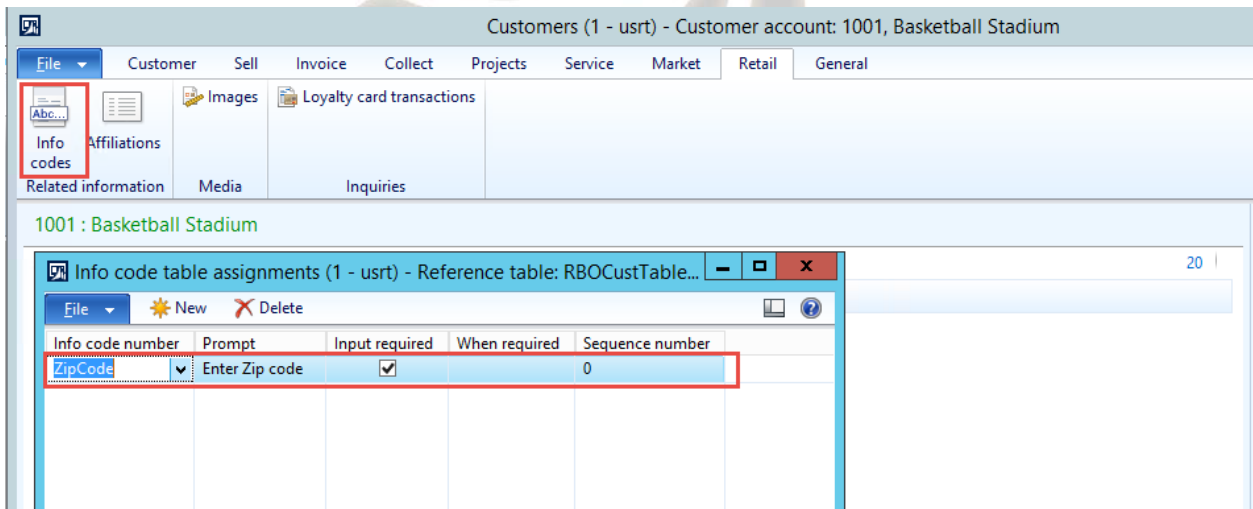 Customers (1 - usrt) - Customer account: 1001, Basketball Stadium
File Customer Sell Invoice Collect Projects Service Market Retail General
Abc... Images Loyalty card transactions
Info codes Affiliations
Related information Media Inquiries
1001 : Basketball Stadium
20
Info code table assignments (1 - usrt) - Reference table: RBOCustTable...
File New Delete
Info code number Prompt Input required When required Sequence number
ZipCode Enter Zip code 0